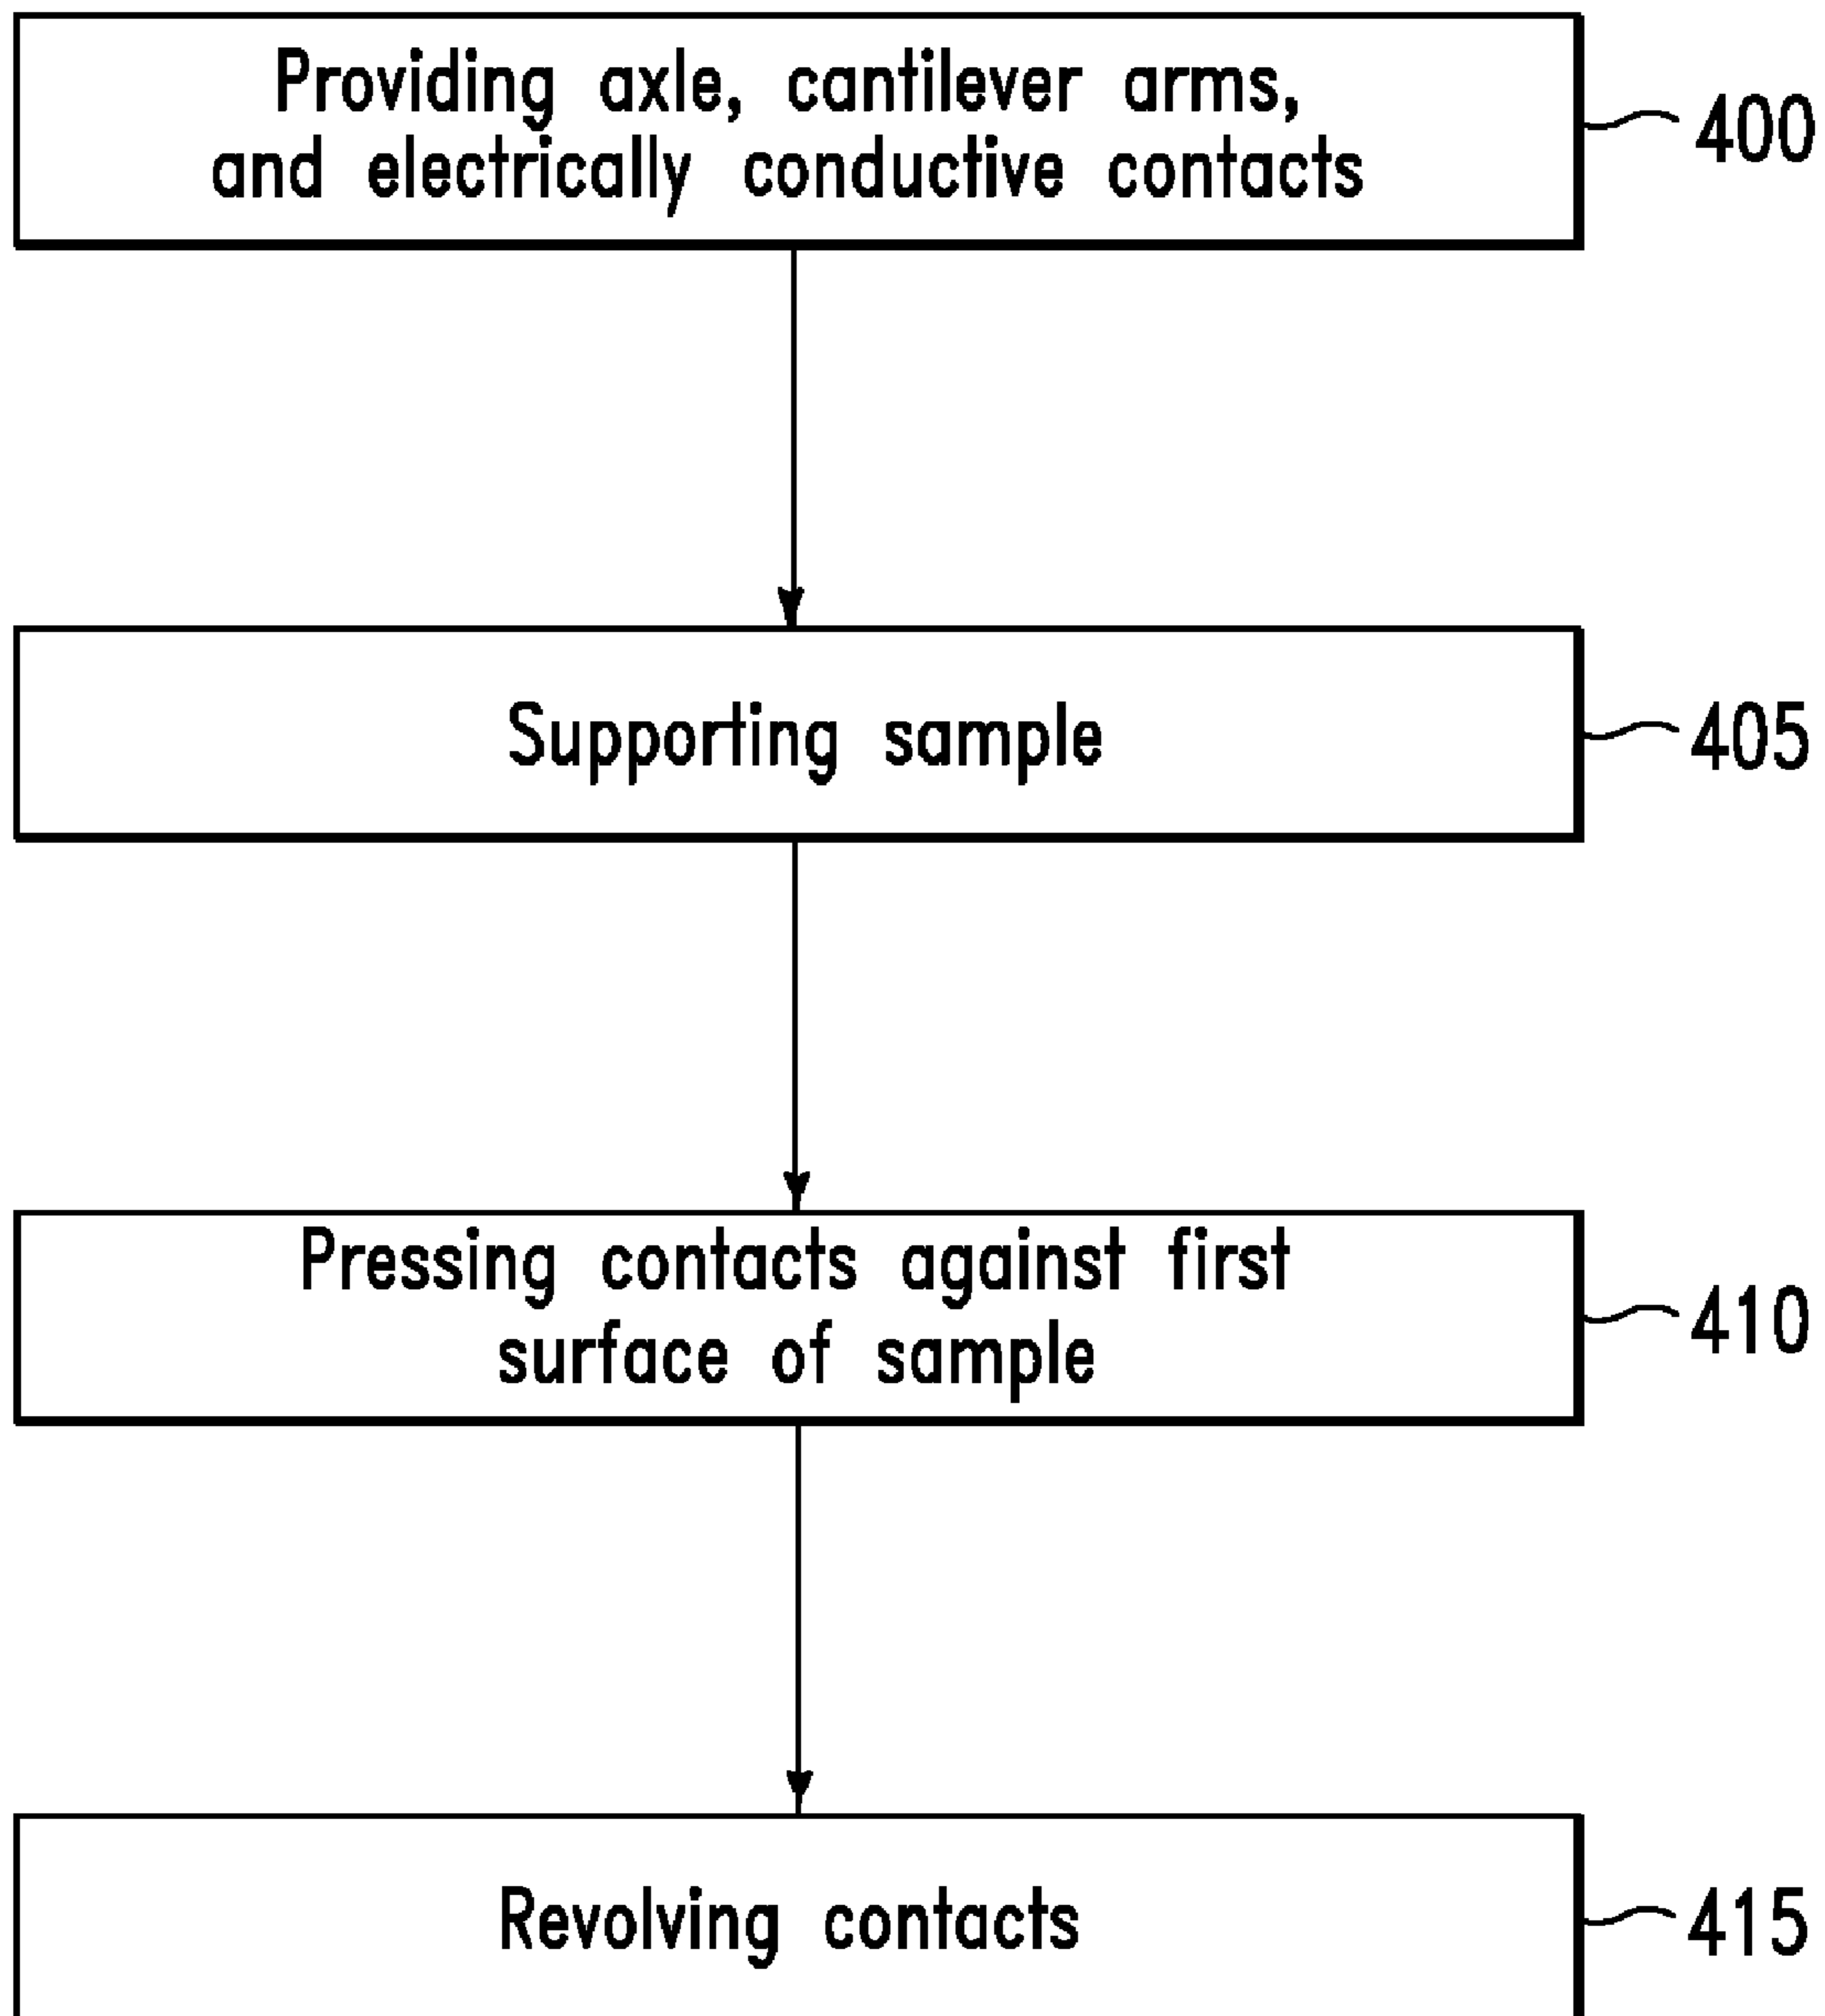 Providing axle, cantilever arms,
and electrically conductive contacts
400
Supporting sample
405
Pressing contacts against first
surface of sample
410
Revolving contacts
415